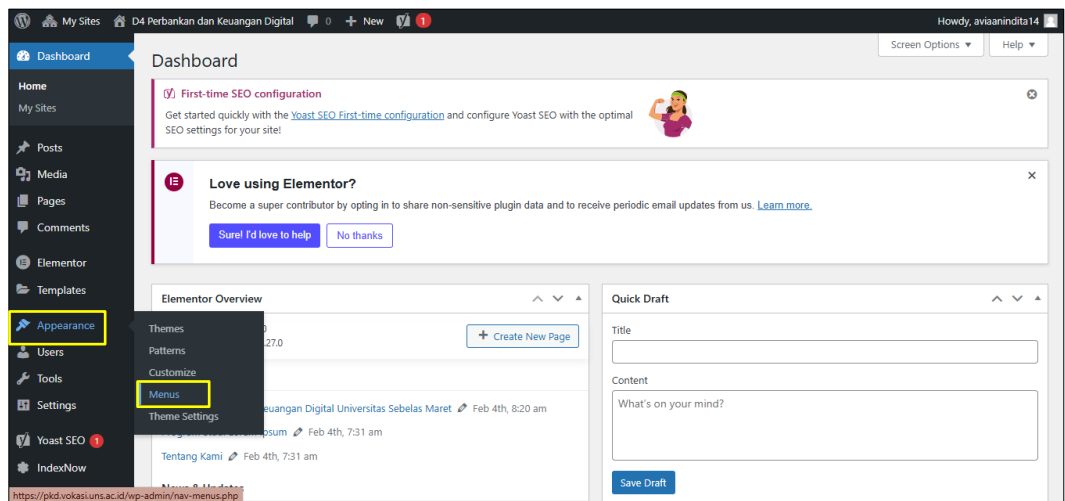 My Sites D4 Perbankan dan Keuangan Digital 0 + New 1 Howdy, aviaanindita14
Dashboard
Home
My Sites
Posts
Media
Pages
Comments
Elementor
Templates
Appearance
Users
Tools
Settings
Yoast SEO 1
IndexNow
Themes
Patterns
Customize
Menus
Theme Settings
https://pkd.vokasi.uns.ac.id/wp-admin/nav-menus.php
Screen Options ▼ Help ▼
Dashboard
First-time SEO configuration
Get started quickly with the Yoast SEO First-time configuration and configure Yoast SEO with the optimal
SEO settings for your site!
Love using Elementor?
Become a super contributor by opting in to share non-sensitive plugin data and to receive periodic email updates from us. Learn more.
Sure! I'd love to help No thanks
Elementor Overview
.27.0
+ Create New Page
Keuangan Digital Universitas Sebelas Maret Feb 4th, 8:20 am
Feb 4th, 7:31 am
Tentang Kami Feb 4th, 7:31 am
News & Updates
Quick Draft
Title
Content
What's on your mind?
Save Draft